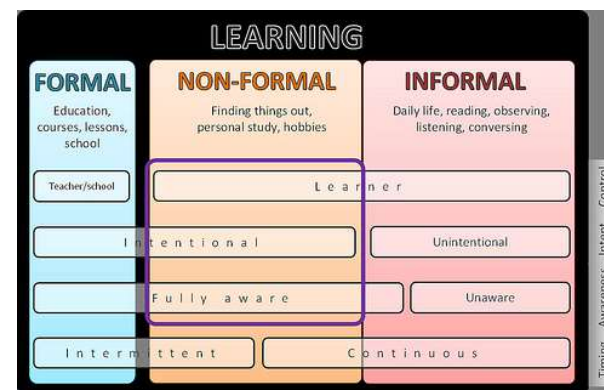 LEARNING
FORMAL
Education,
courses, lessons,
school
NON-FORMAL
Finding things out,
personal study, hobbies
INFORMAL
Daily life, reading, observing,
listening, conversing
Teacher/school
Learner
Control
Intentional
Unintentional
Intent
Fully aware
Unaware
Awareness
Intermittent
Continuous
Timing